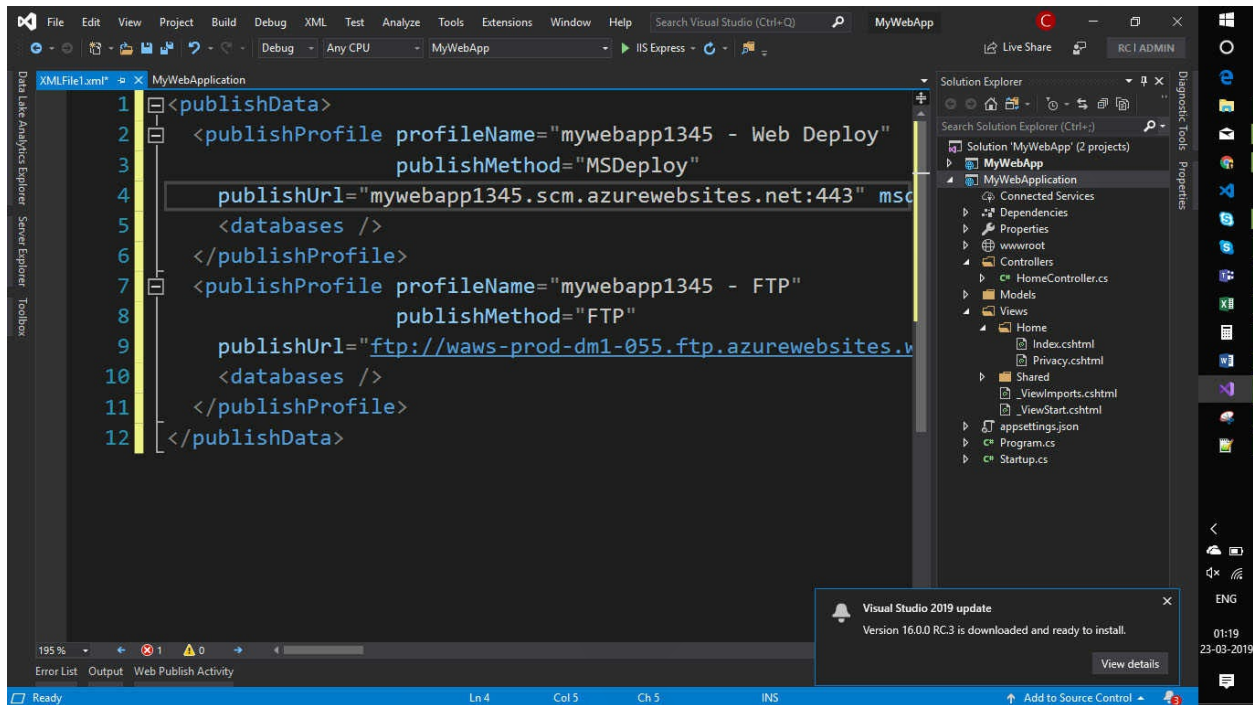 File Edit View Project Build Debug XML Test Analyze Tools Extensions Window Help Search Visual Studio (Ctrl+Q) MyWebApp C
Debug Any CPU MyWebApp IIS Express Live Share RC1 ADMIN
XMLFile1.xml* MyWebApplication
Data Lake Analytics Explorer
Server Explorer
Toolbox
1 <publishData>
2 <publishProfile profileName="mywebapp1345 - Web Deploy"
3 publishMethod="MSDeploy"
4 publishUrl="mywebapp1345.scm.azurewebsites.net:443"
5 <databases />
6 </publishProfile>
7 <publishProfile profileName="mywebapp1345 - FTP"
8 publishMethod="FTP"
9 publishUrl="ftp://waws-prod-dm1-055.ftp.azurewebsites.w
10 <databases />
11 </publishProfile>
12 </publishData>
195 % 1 0
Error List Output Web Publish Activity
Ready Ln 4 Col 5 Ch 5 INS Add to Source Control 3
Solution Explorer
Search Solution Explorer (Ctrl+;)
Solution 'MyWebApp' (2 projects)
MyWebApp
MyWebApplication
Connected Services
Dependencies
Properties
wwwroot
Controllers
C# HomeController.cs
Models
Views
Home
Index.cshtml
Privacy.cshtml
Shared
_ViewImports.cshtml
_ViewStart.cshtml
appsettings.json
C# Program.cs
C# Startup.cs
Diagnostic Tools
Properties
Visual Studio 2019 update
Version 16.0.0 RC.3 is downloaded and ready to install.
View details
ENG
01:19
23-03-2019